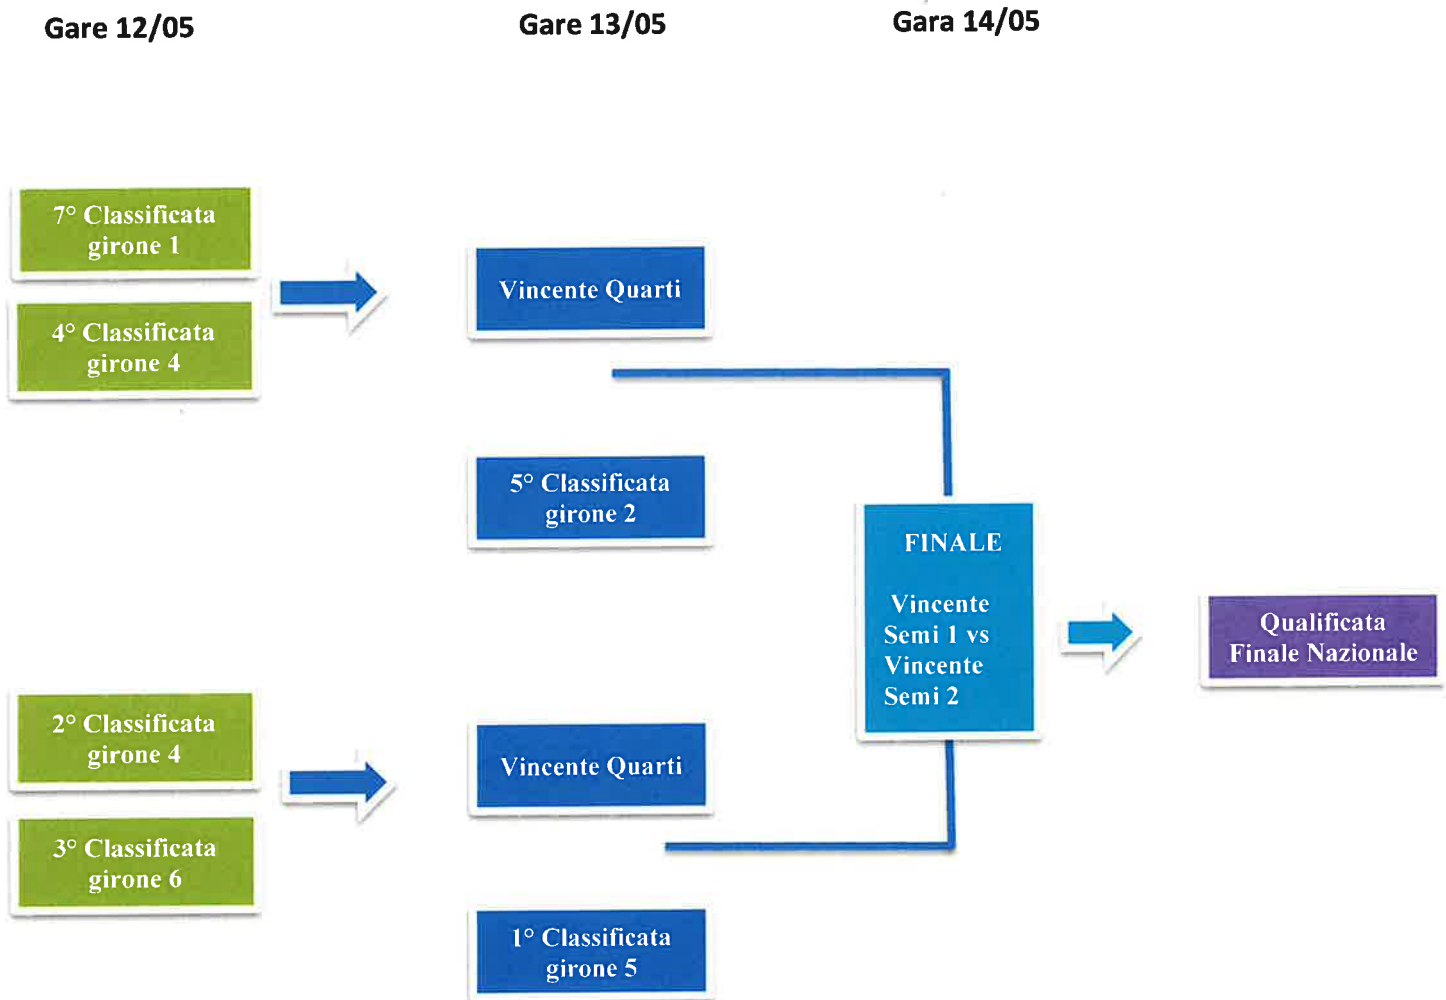 Gare 12/05
Gare 13/05
Gara 14/05
7° Classificata
girone 1
4° Classificata
girone 4
Vincente Quarti
5° Classificata
girone 2
FINALE
Vincente
Semi 1 vs
Vincente
Semi 2
Qualificata
Finale Nazionale
2° Classificata
girone 4
3° Classificata
girone 6
Vincente Quarti
1° Classificata
girone 5